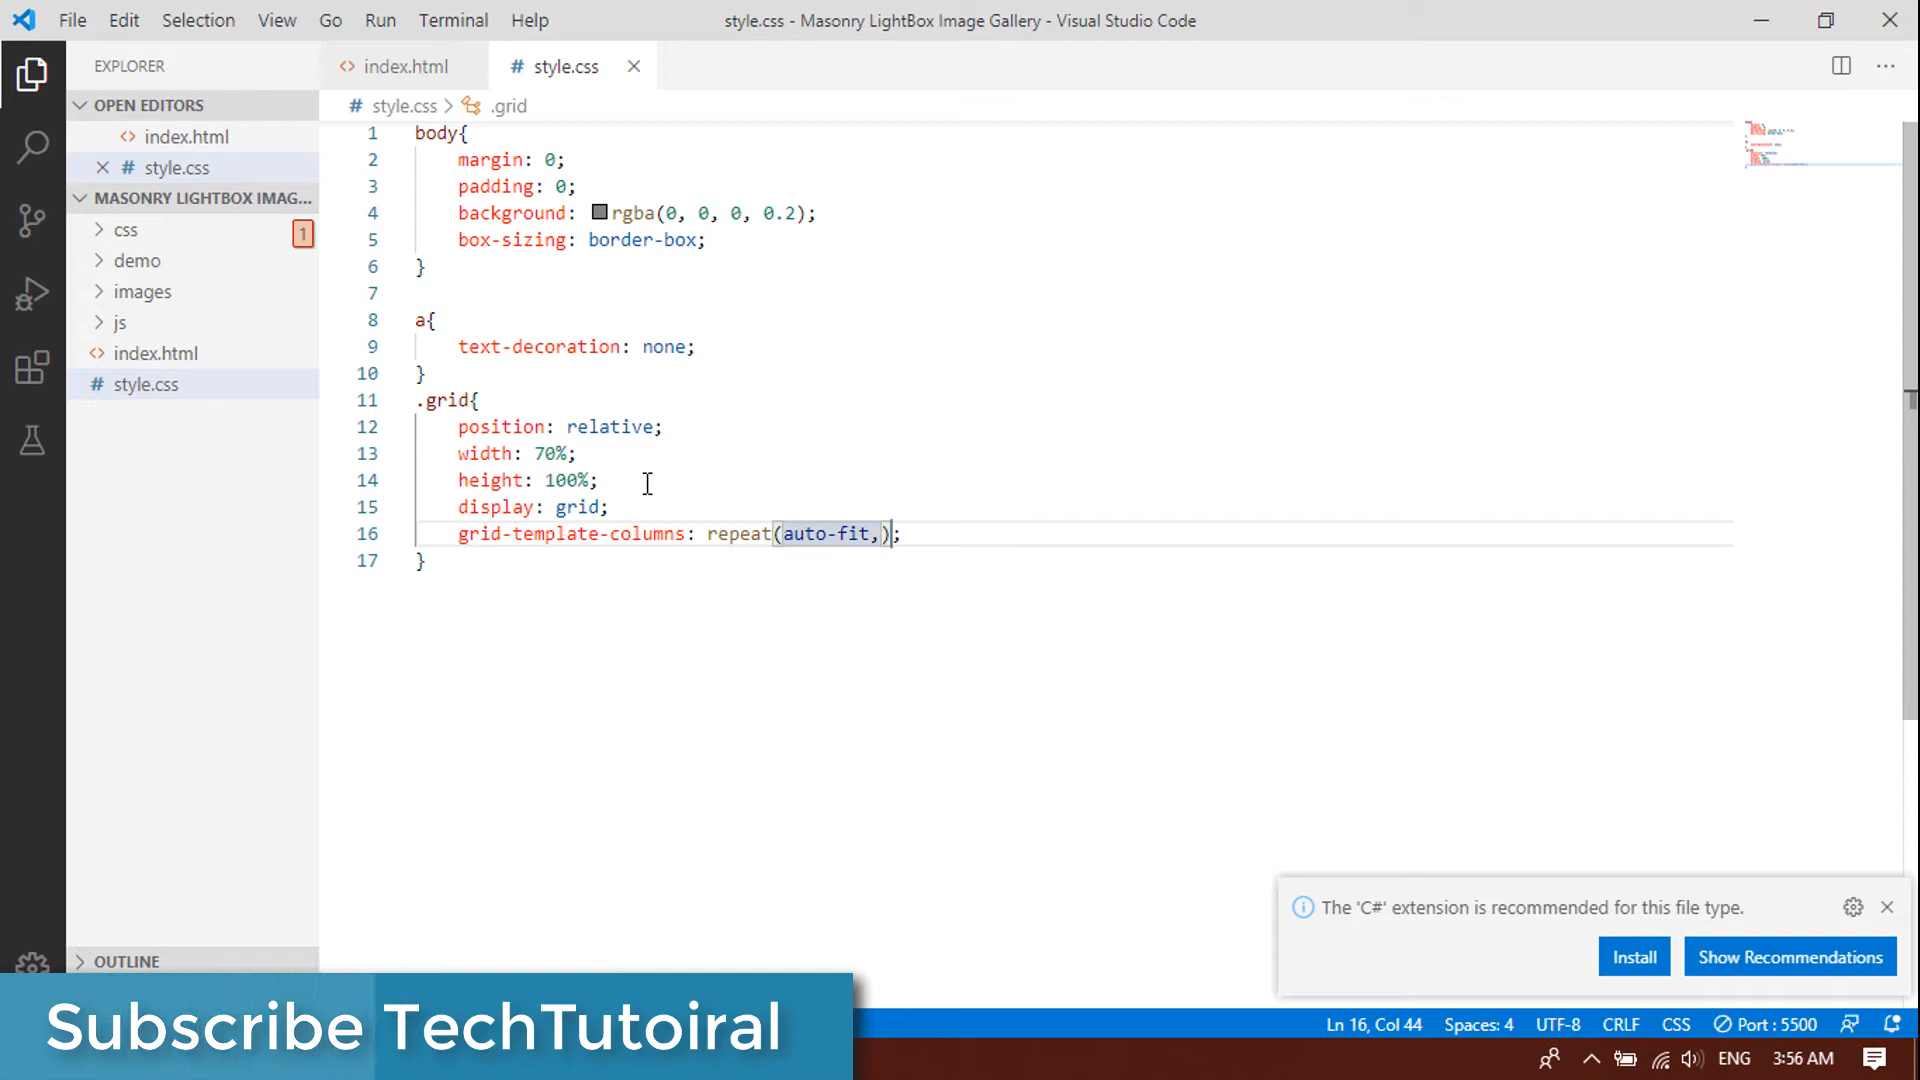 File Edit Selection View Go Run Terminal Help
style.css - Masonry LightBox Image Gallery - Visual Studio Code
EXPLORER
OPEN EDITORS
<> index.html
# style.css
MASONRY LIGHTBOX IMAG...
css
1
demo
images
js
<> index.html
# style.css
OUTLINE
<> index.html
# style.css
# style.css > .grid
1 body{
2 margin: 0;
3 padding: 0;
4 background: rgba(0, 0, 0, 0.2);
5 box-sizing: border-box;
6 }
7
8 a{
9 text-decoration: none;
10 }
11 .grid{
12 position: relative;
13 width: 70%;
14 height: 100%;
15 display: grid;
16 grid-template-columns: repeat(auto-fit,);
17 }
The 'C#' extension is recommended for this file type.
Install
Show Recommendations
Subscribe TechTutoiral
Ln 16, Col 44 Spaces: 4 UTF-8 CRLF CSS Port : 5500
ENG 3:56 AM